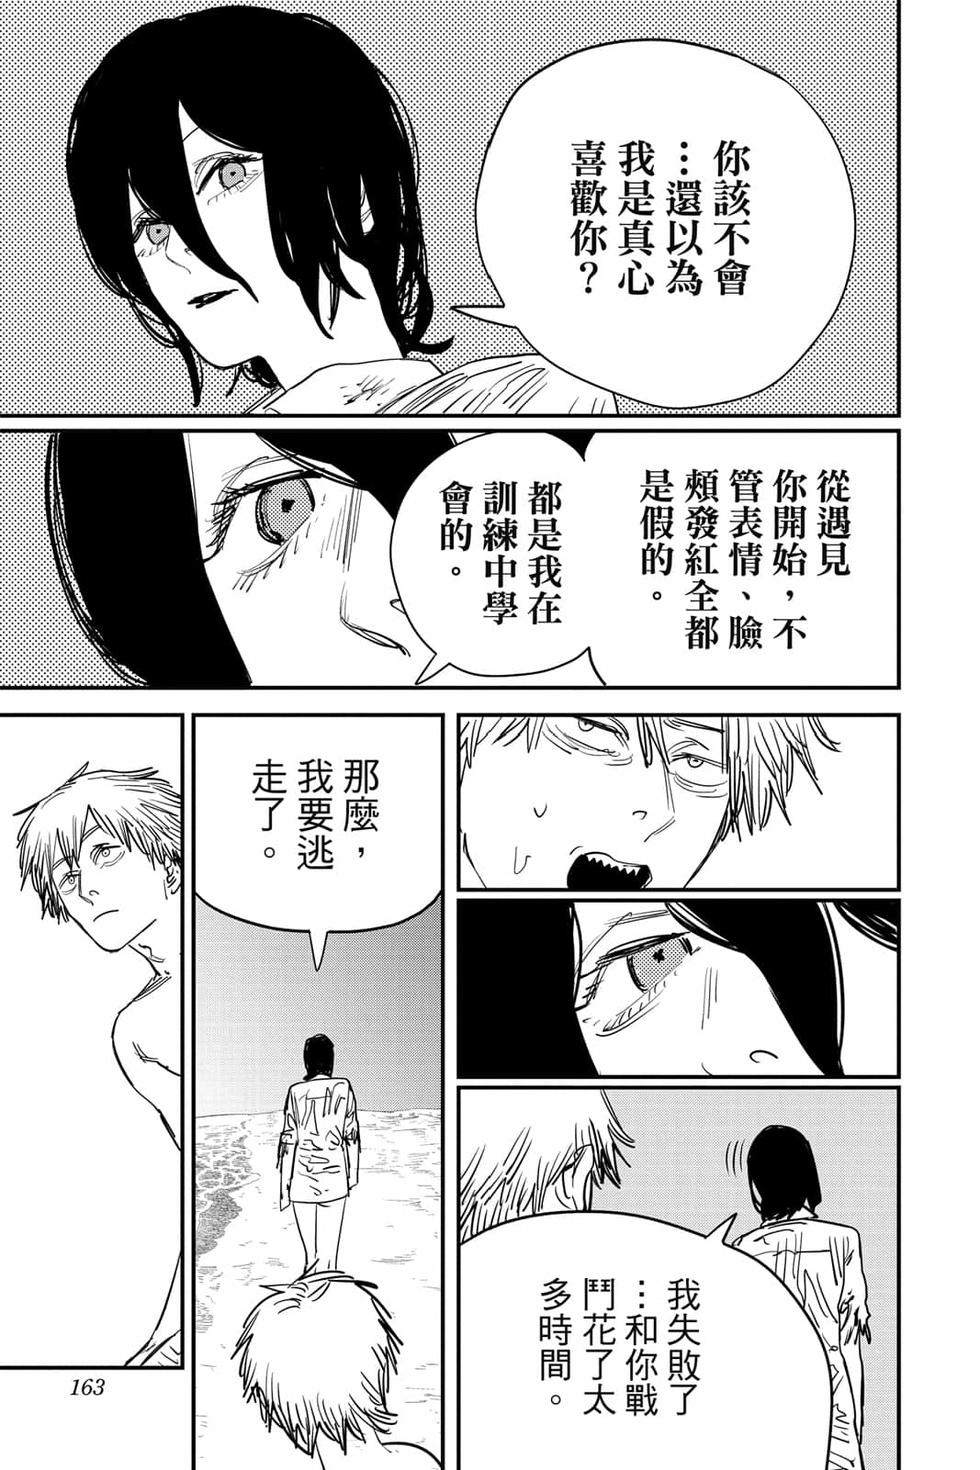 你該不會
…還以為
我是真心
喜歡你？
從遇見
你開始，不
管表情、臉
頰發紅全都
是假的。
都是我在
訓練中學
會的。
我失敗了
…和你戰
鬥花了太
多時間。
那麼，
我要逃
走了。
163